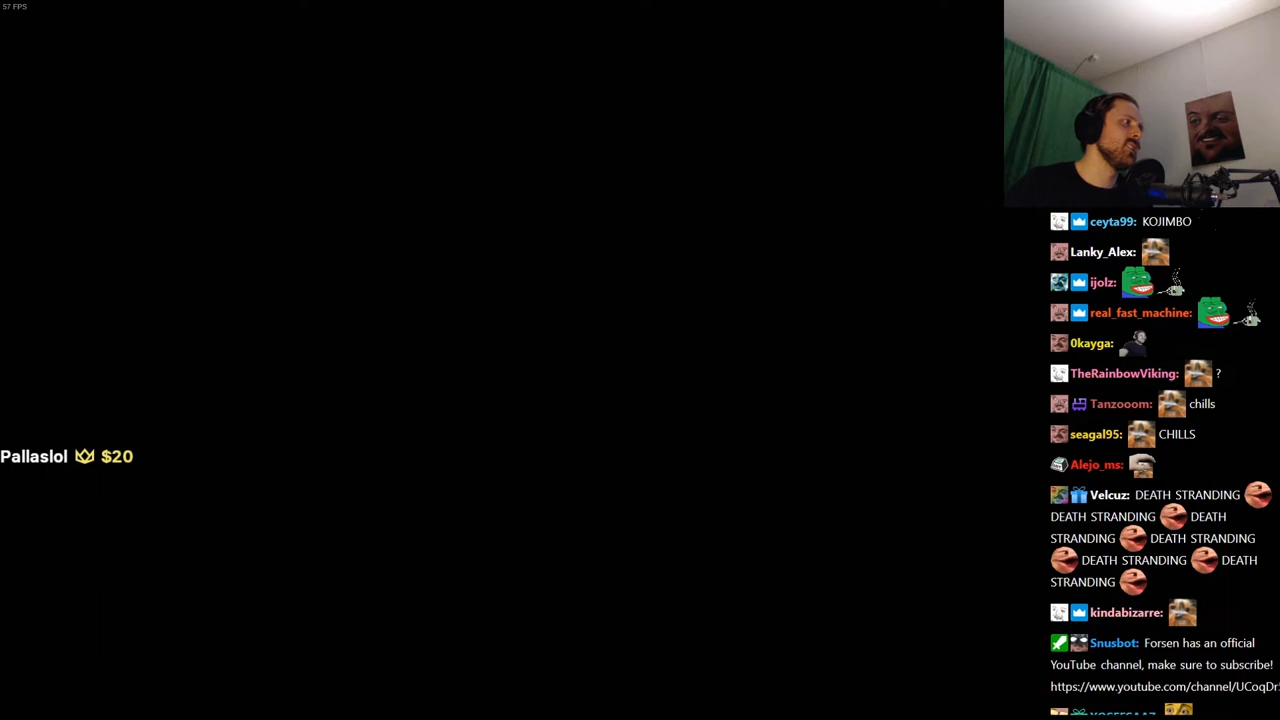 57 FPS
ceyta99: KOJIMBO
Lanky_Alex:
ijolz:
real_fast_machine:
0kayga:
TheRainbowViking: ?
Tanzooom: chills
seagal95: CHILLS
Alejo_ms:
Pallaslol $20
Velcuz: DEATH STRANDING
DEATH STRANDING DEATH
STRANDING DEATH STRANDING
DEATH STRANDING DEATH
STRANDING
kindabizarre:
Snusbot: Forsen has an official
YouTube channel, make sure to subscribe!
https://www.youtube.com/channel/UCoqDr